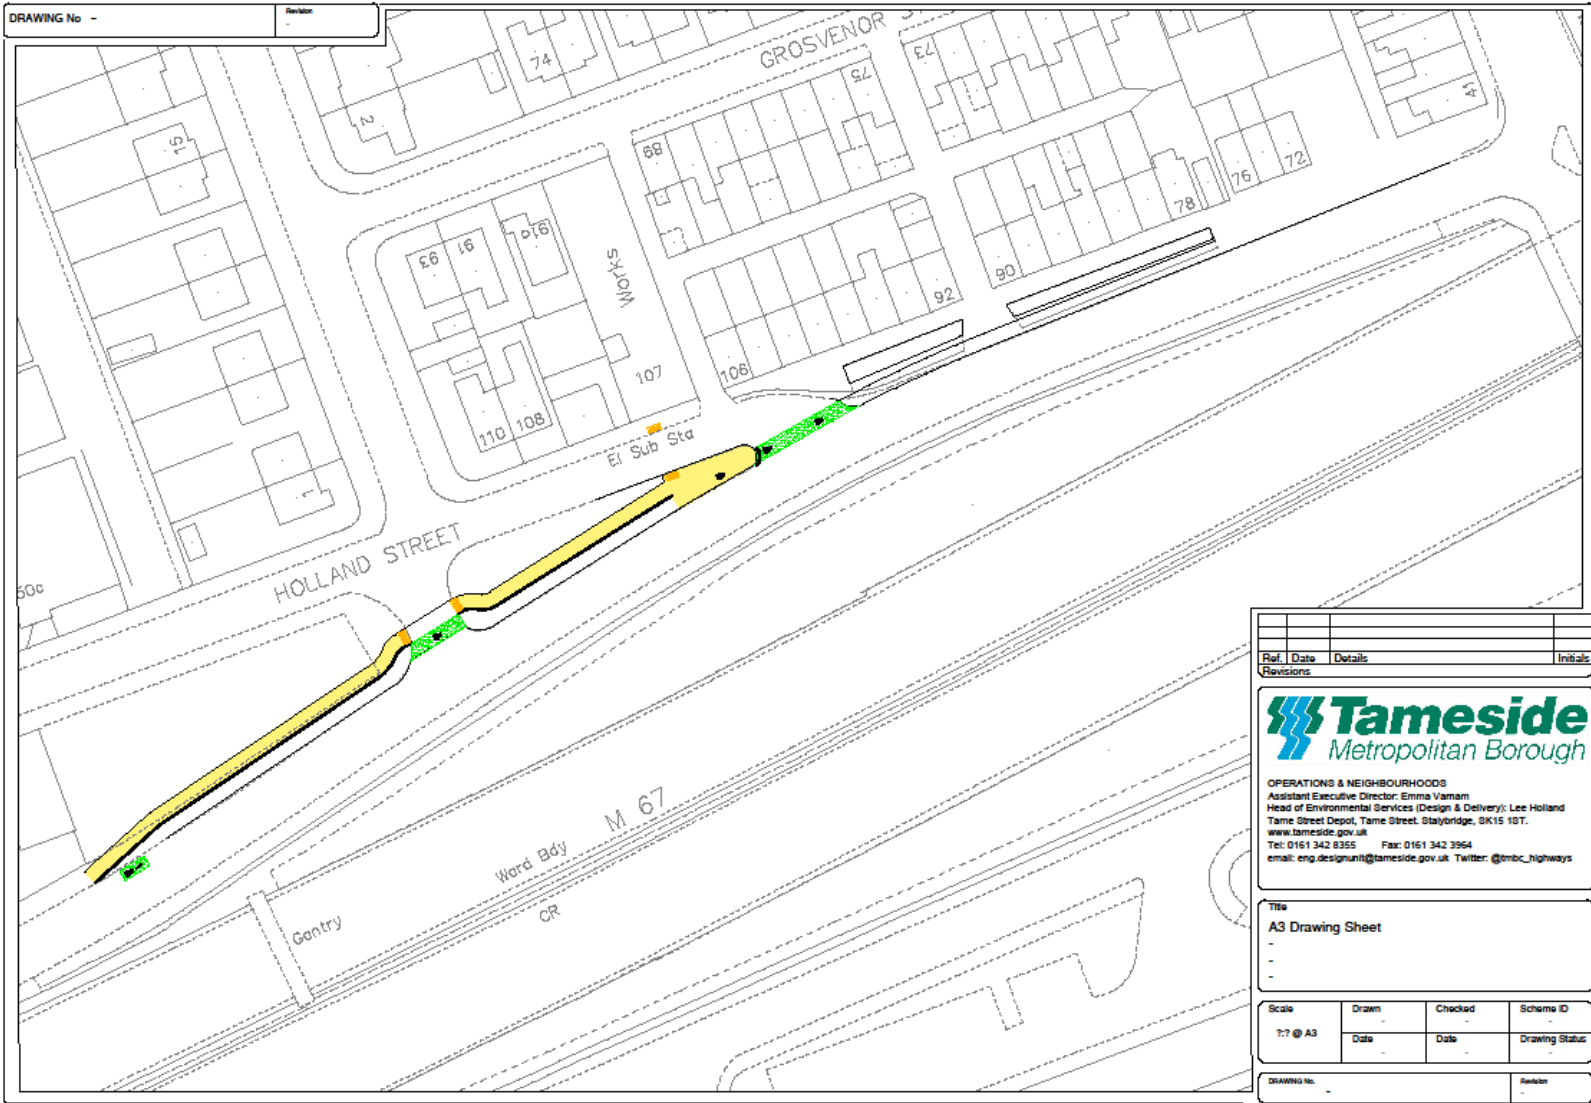 DRAWING No -
Revision
-
GROSVENOR
74
2
75
73
41
15
68
93
91
91a
Works
78
76
72
90
92
107
106
110
108
El Sub Sta
1
HOLLAND STREET
50c
M 67
Ward Bdy
CR
Gantry
Ref. Date Details Initials
Revisions
Tameside
Metropolitan Borough
OPERATIONS & NEIGHBOURHOODS
Assistant Executive Director: Emma Varnam
Head of Environmental Services (Design & Delivery): Lee Holland
Tame Street Depot, Tame Street. Stalybridge, SK15 1ST.
www.tameside.gov.uk
Tel: 0161 342 8355 Fax: 0161 342 3964
email: eng.designunit@tameside.gov.uk Twitter: @tmbc_highways
Title
A3 Drawing Sheet
-
-
-
Scale Drawn Checked Scheme ID
?:? @ A3 - - -
Date Date Drawing Status
- - -
DRAWING No. Revision
- -